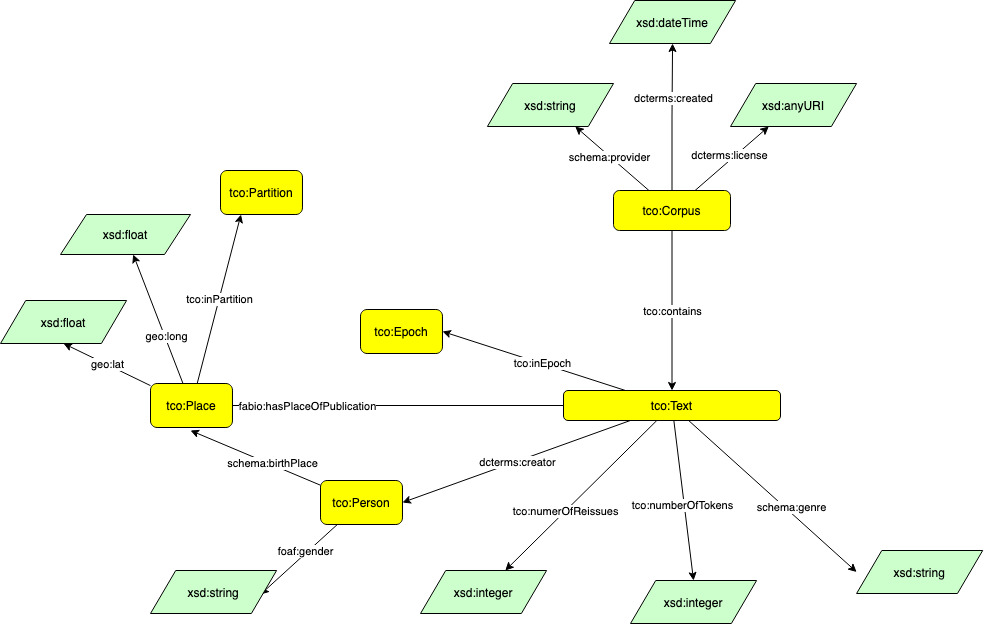 xsd:dateTime
xsd:string
xsd:anyURI
dcterms:created
schema:provider
dcterms:license
tco:Partition
tco:Corpus
xsd:float
tco:inPartition
tco:contains
xsd:float
geo:long
tco:Epoch
geo:lat
tco:inEpoch
tco:Place
fabio:hasPlaceOfPublication
tco:Text
schema:birthPlace
dcterms:creator
tco:Person
tco:numerOfReissues
tco:numberOfTokens
schema:genre
foaf:gender
xsd:string
xsd:integer
xsd:integer
xsd:string